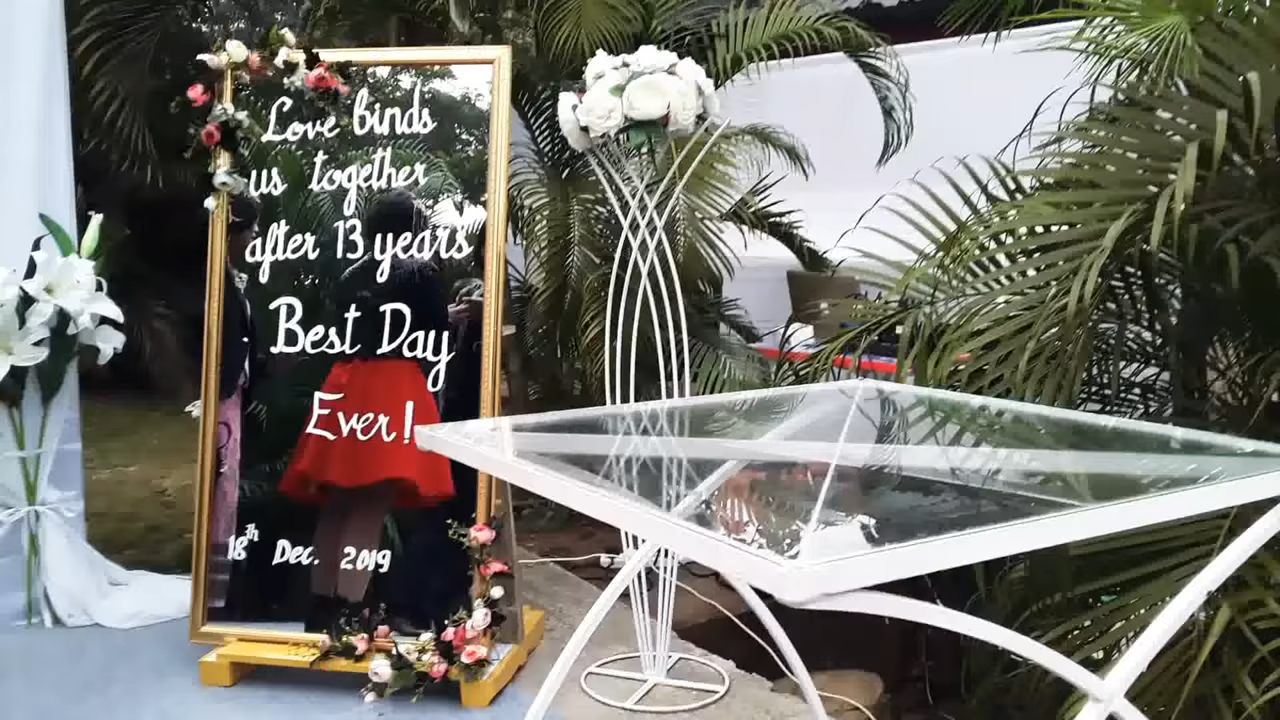 Love binds
us together
after 13 years
Best Day
Ever!
18th Dec. 2019